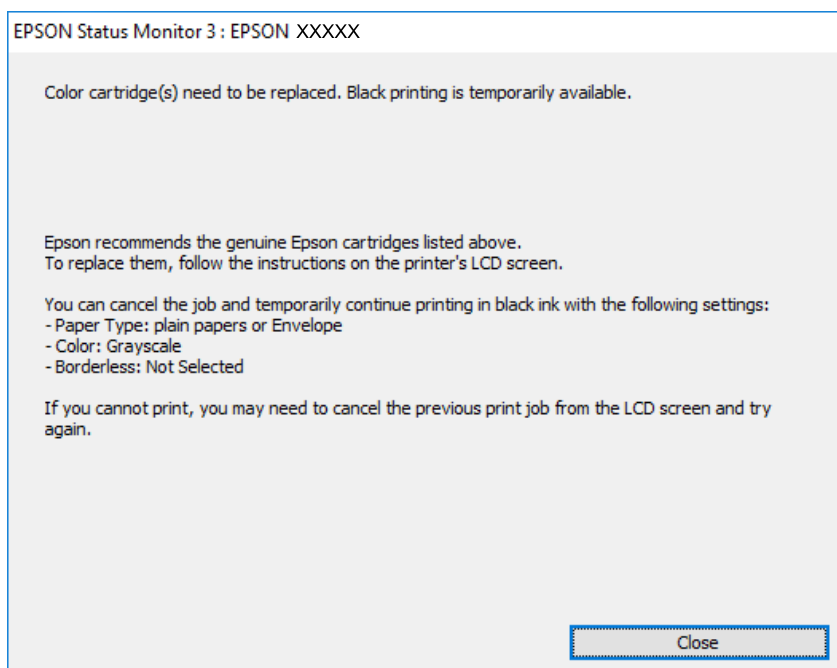 EPSON Status Monitor 3 : EPSON XXXXX
Color cartridge(s) need to be replaced. Black printing is temporarily available.
Epson recommends the genuine Epson cartridges listed above.
To replace them, follow the instructions on the printer's LCD screen.
You can cancel the job and temporarily continue printing in black ink with the following settings:
- Paper Type: plain papers or Envelope
- Color: Grayscale
- Borderless: Not Selected
If you cannot print, you may need to cancel the previous print job from the LCD screen and try
again.
Close